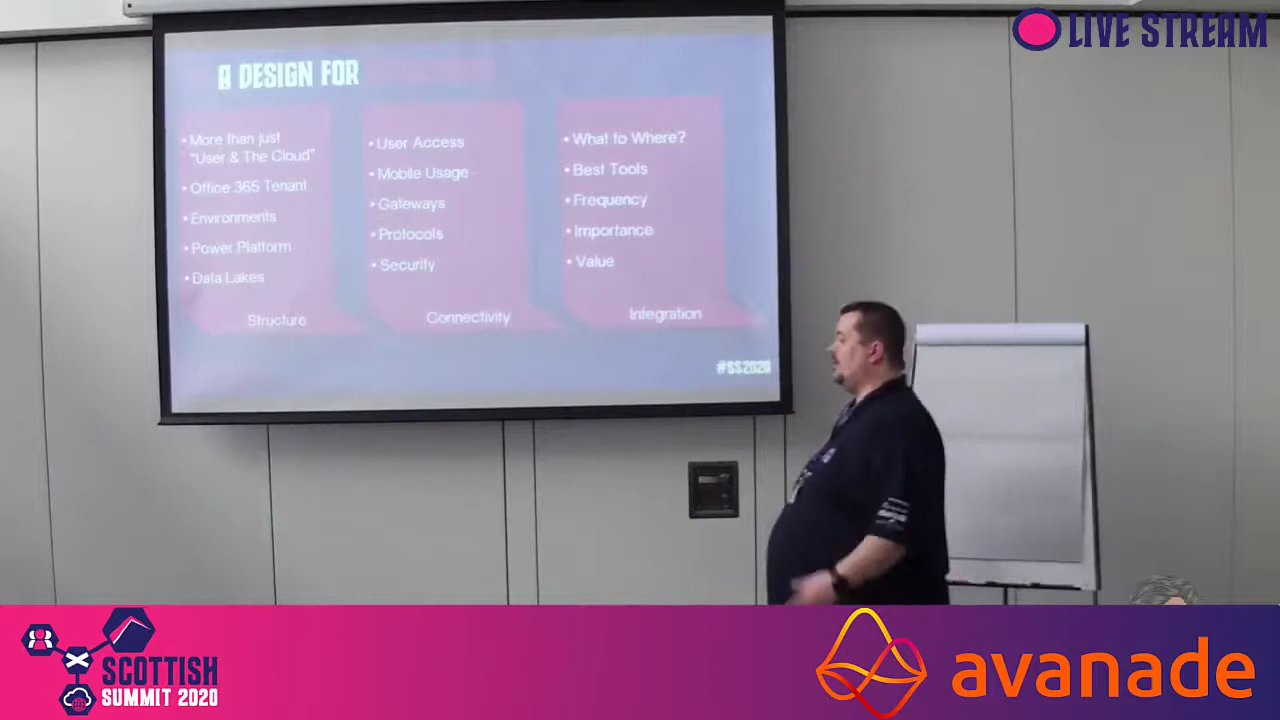 LIVE STREAM
A DESIGN FOR
• More than just
"User & The Cloud"
• Office 365 Tenant
• Environments
• Power Platform
• Data Lakes
Structure
• User Access
• Mobile Usage
• Gateways
• Protocols
• Security
Connectivity
• What to Where?
• Best Tools
• Frequency
• Importance
• Value
Integration
#SS2020
SCOTTISH
SUMMIT 2020
avanade